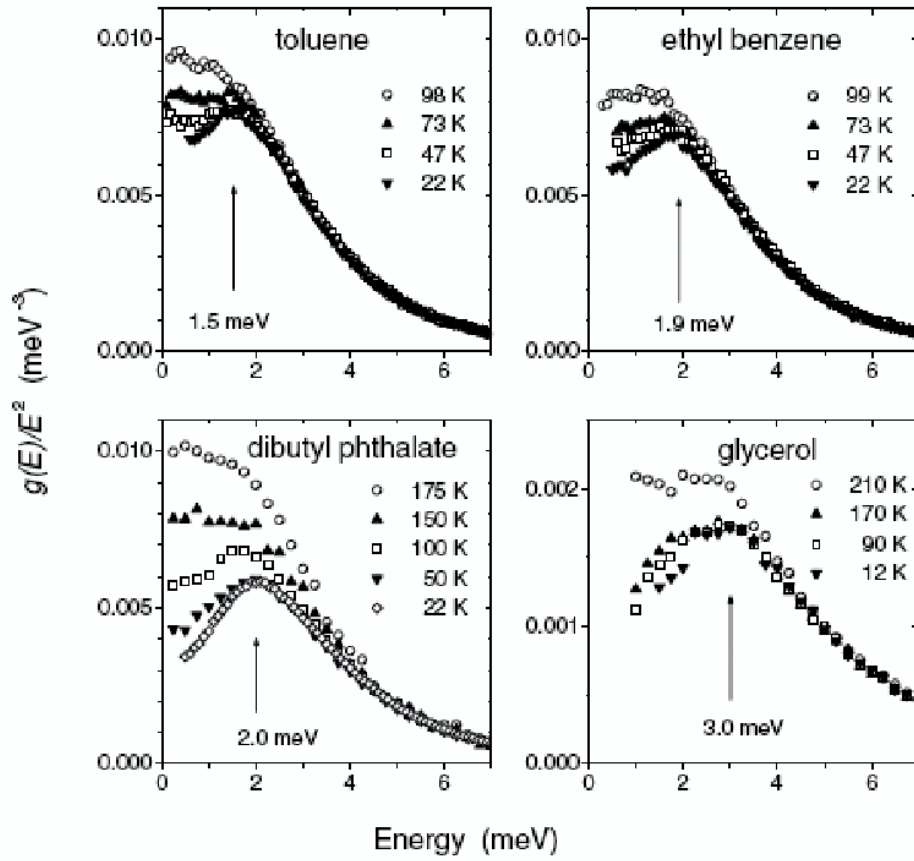 toluene
0.010
0.005
0.000
98 K
73 K
47 K
22 K
1.5 meV
0 2 4 6
ethyl benzene
0.010
0.005
0.000
99 K
73 K
47 K
22 K
1.9 meV
0 2 4 6
g(E)/E² (meV⁻³)
dibutyl phthalate
0.010
0.005
0.000
175 K
150 K
100 K
50 K
22 K
2.0 meV
0 2 4 6
glycerol
0.002
0.001
0.000
210 K
170 K
90 K
12 K
3.0 meV
0 2 4 6
Energy (meV)